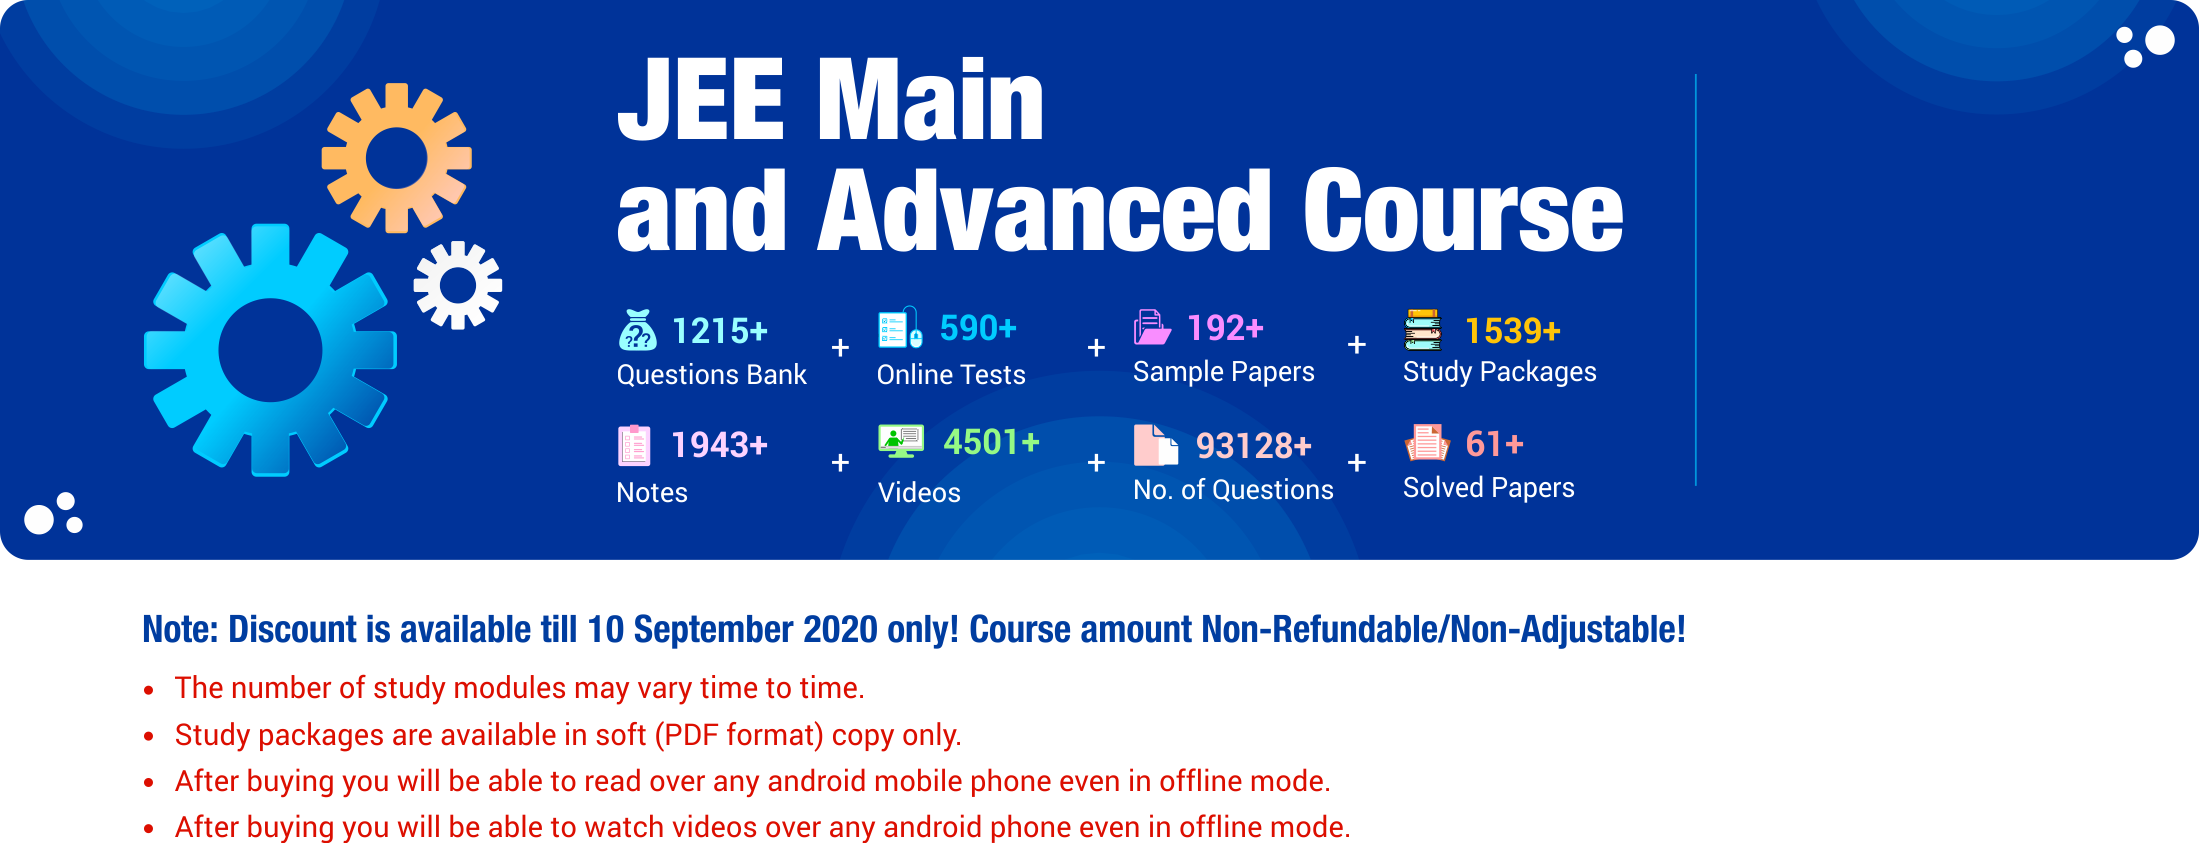 JEE Main
and Advanced Course
1215+
Questions Bank
+
590+
Online Tests
+
192+
Sample Papers
+
1539+
Study Packages
1943+
Notes
+
4501+
Videos
+
93128+
No. of Questions
+
61+
Solved Papers
Note: Discount is available till 10 September 2020 only! Course amount Non-Refundable/Non-Adjustable!
• The number of study modules may vary time to time.
• Study packages are available in soft (PDF format) copy only.
• After buying you will be able to read over any android mobile phone even in offline mode.
• After buying you will be able to watch videos over any android phone even in offline mode.